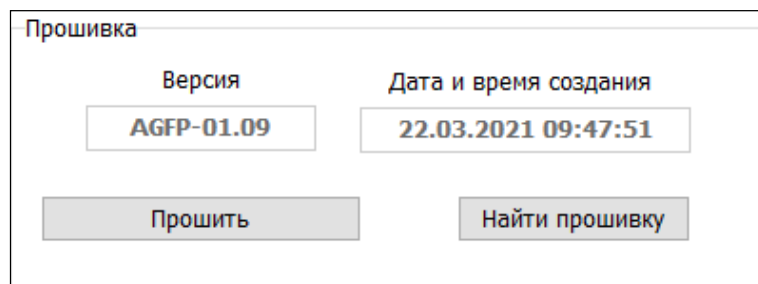 Прошивка
Версия Дата и время создания
AGFP-01.09 22.03.2021 09:47:51
Прошить Найти прошивку